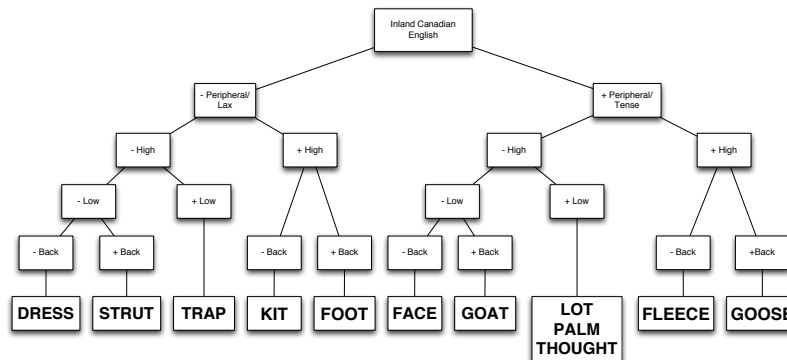 Inland Canadian
English
- Peripheral/
Lax
+ Peripheral/
Tense
- High
+ High
- High
+ High
- Low
+ Low
- Low
+ Low
- Back
+ Back
- Back
+ Back
- Back
+ Back
- Back
+Back
DRESS
STRUT
TRAP
KIT
FOOT
FACE
GOAT
LOT
PALM
THOUGHT
FLEECE
GOOSE